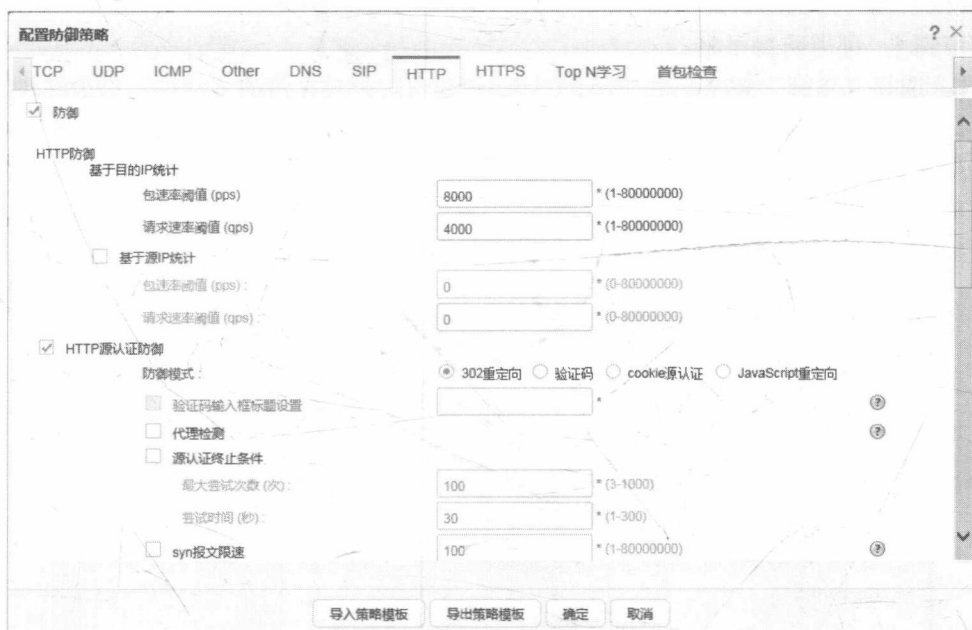 配置防御策略 ? ×
TCP UDP ICMP Other DNS SIP HTTP HTTPS Top N学习 首包检查
防御
HTTP防御
基于目的IP统计
包速率阈值 (pps) 8000 * (1-80000000)
请求速率阈值 (qps) 4000 * (1-80000000)
基于源IP统计
包速率阈值 (pps) : 0 * (0-80000000)
请求速率阈值 (qps) : 0 * (0-80000000)
HTTP源认证防御
防御模式 : 302重定向 验证码 cookie源认证 JavaScript重定向
验证码输入框标题设置 * ?
代理检测 ?
源认证终止条件
最大尝试次数 (次) : 100 * (3-1000)
尝试时间 (秒) : 30 * (1-300)
syn报文限速 100 * (1-80000000) ?
导入策略模板 导出策略模板 确定 取消